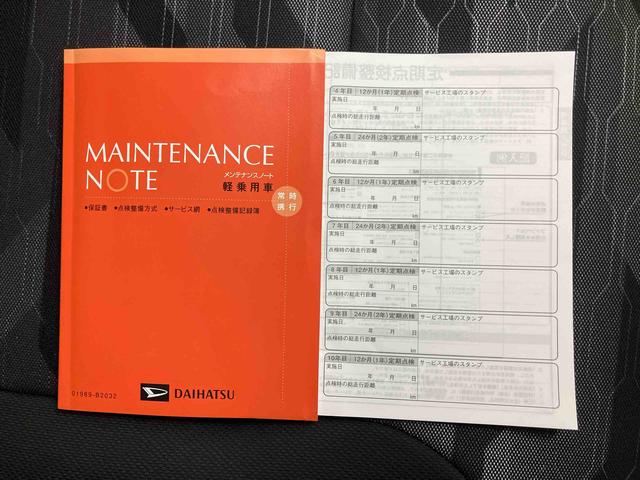 MAINTENANCE
NOTE
メンテナンスノート
軽乗用車
常時
携行
●保証書 ●点検整備方式 ●サービス網 ●点検整備記録簿
01989-B2032
DAIHATSU
4年目 12か月(1年)定期点検 サービス工場のスタンプ
実施日
年 月 日
点検時の総走行距離
km
5年目 24か月(2年)定期点検 サービス工場のスタンプ
実施日
年 月 日
点検時の総走行距離
km
6年目 12か月(1年)定期点検 サービス工場のスタンプ
実施日
年 月 日
点検時の総走行距離
km
7年目 24か月(2年)定期点検 サービス工場のスタンプ
実施日
年 月 日
点検時の総走行距離
km
8年目 12か月(1年)定期点検 サービス工場のスタンプ
実施日
年 月 日
点検時の総走行距離
km
9年目 24か月(2年)定期点検 サービス工場のスタンプ
実施日
年 月 日
点検時の総走行距離
km
10年目 12か月(1年)定期点検 サービス工場のスタンプ
実施日
年 月 日
点検時の総走行距離
km